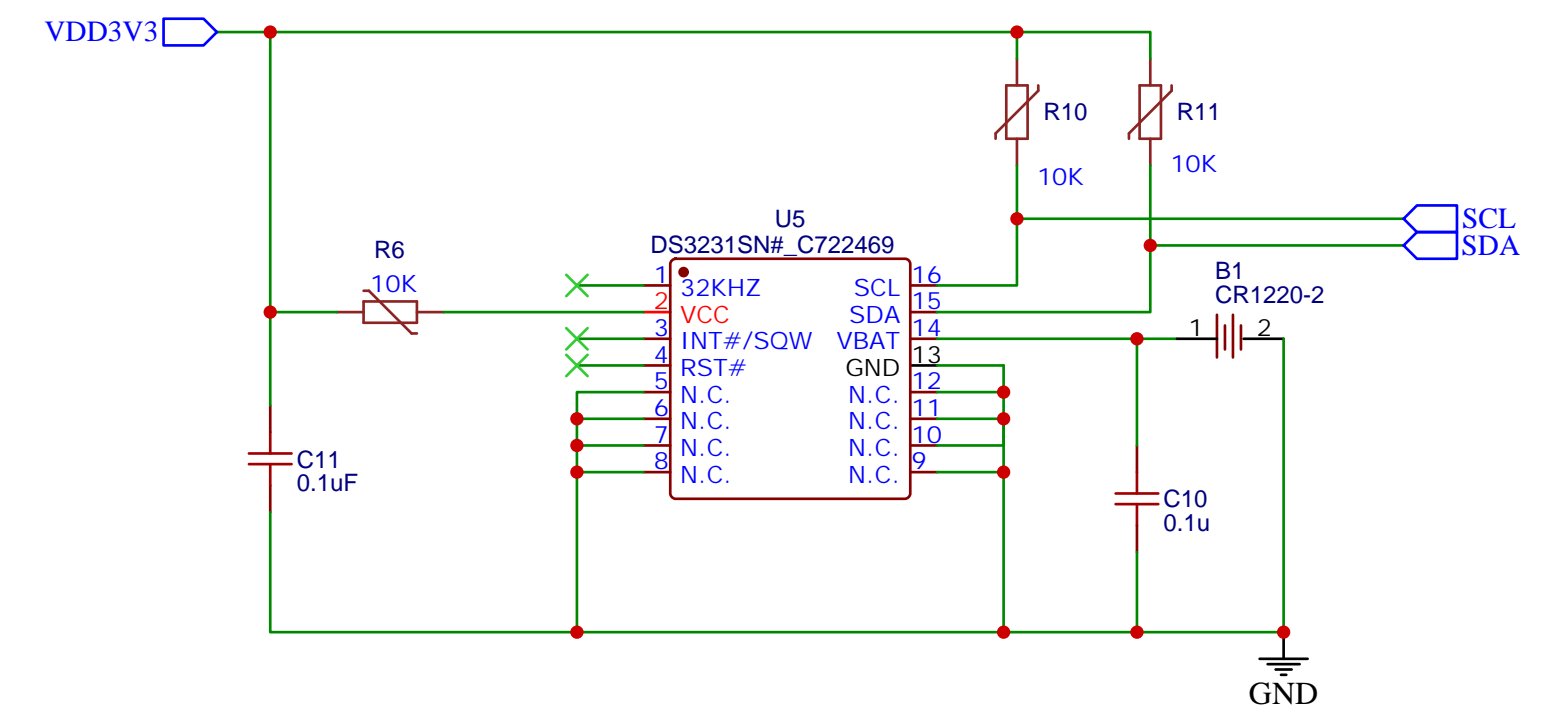 VDD3V3
R10
10K
R11
10K
SCL
SDA
R6
10K
U5
DS3231SN#_C722469
1
32KHZ
2
VCC
3
INT#/SQW
4
RST#
5
N.C.
6
N.C.
7
N.C.
8
N.C.
16
SCL
15
SDA
14
VBAT
13
GND
12
N.C.
11
N.C.
10
N.C.
9
N.C.
B1
CR1220-2
1
2
C11
0.1uF
C10
0.1u
GND